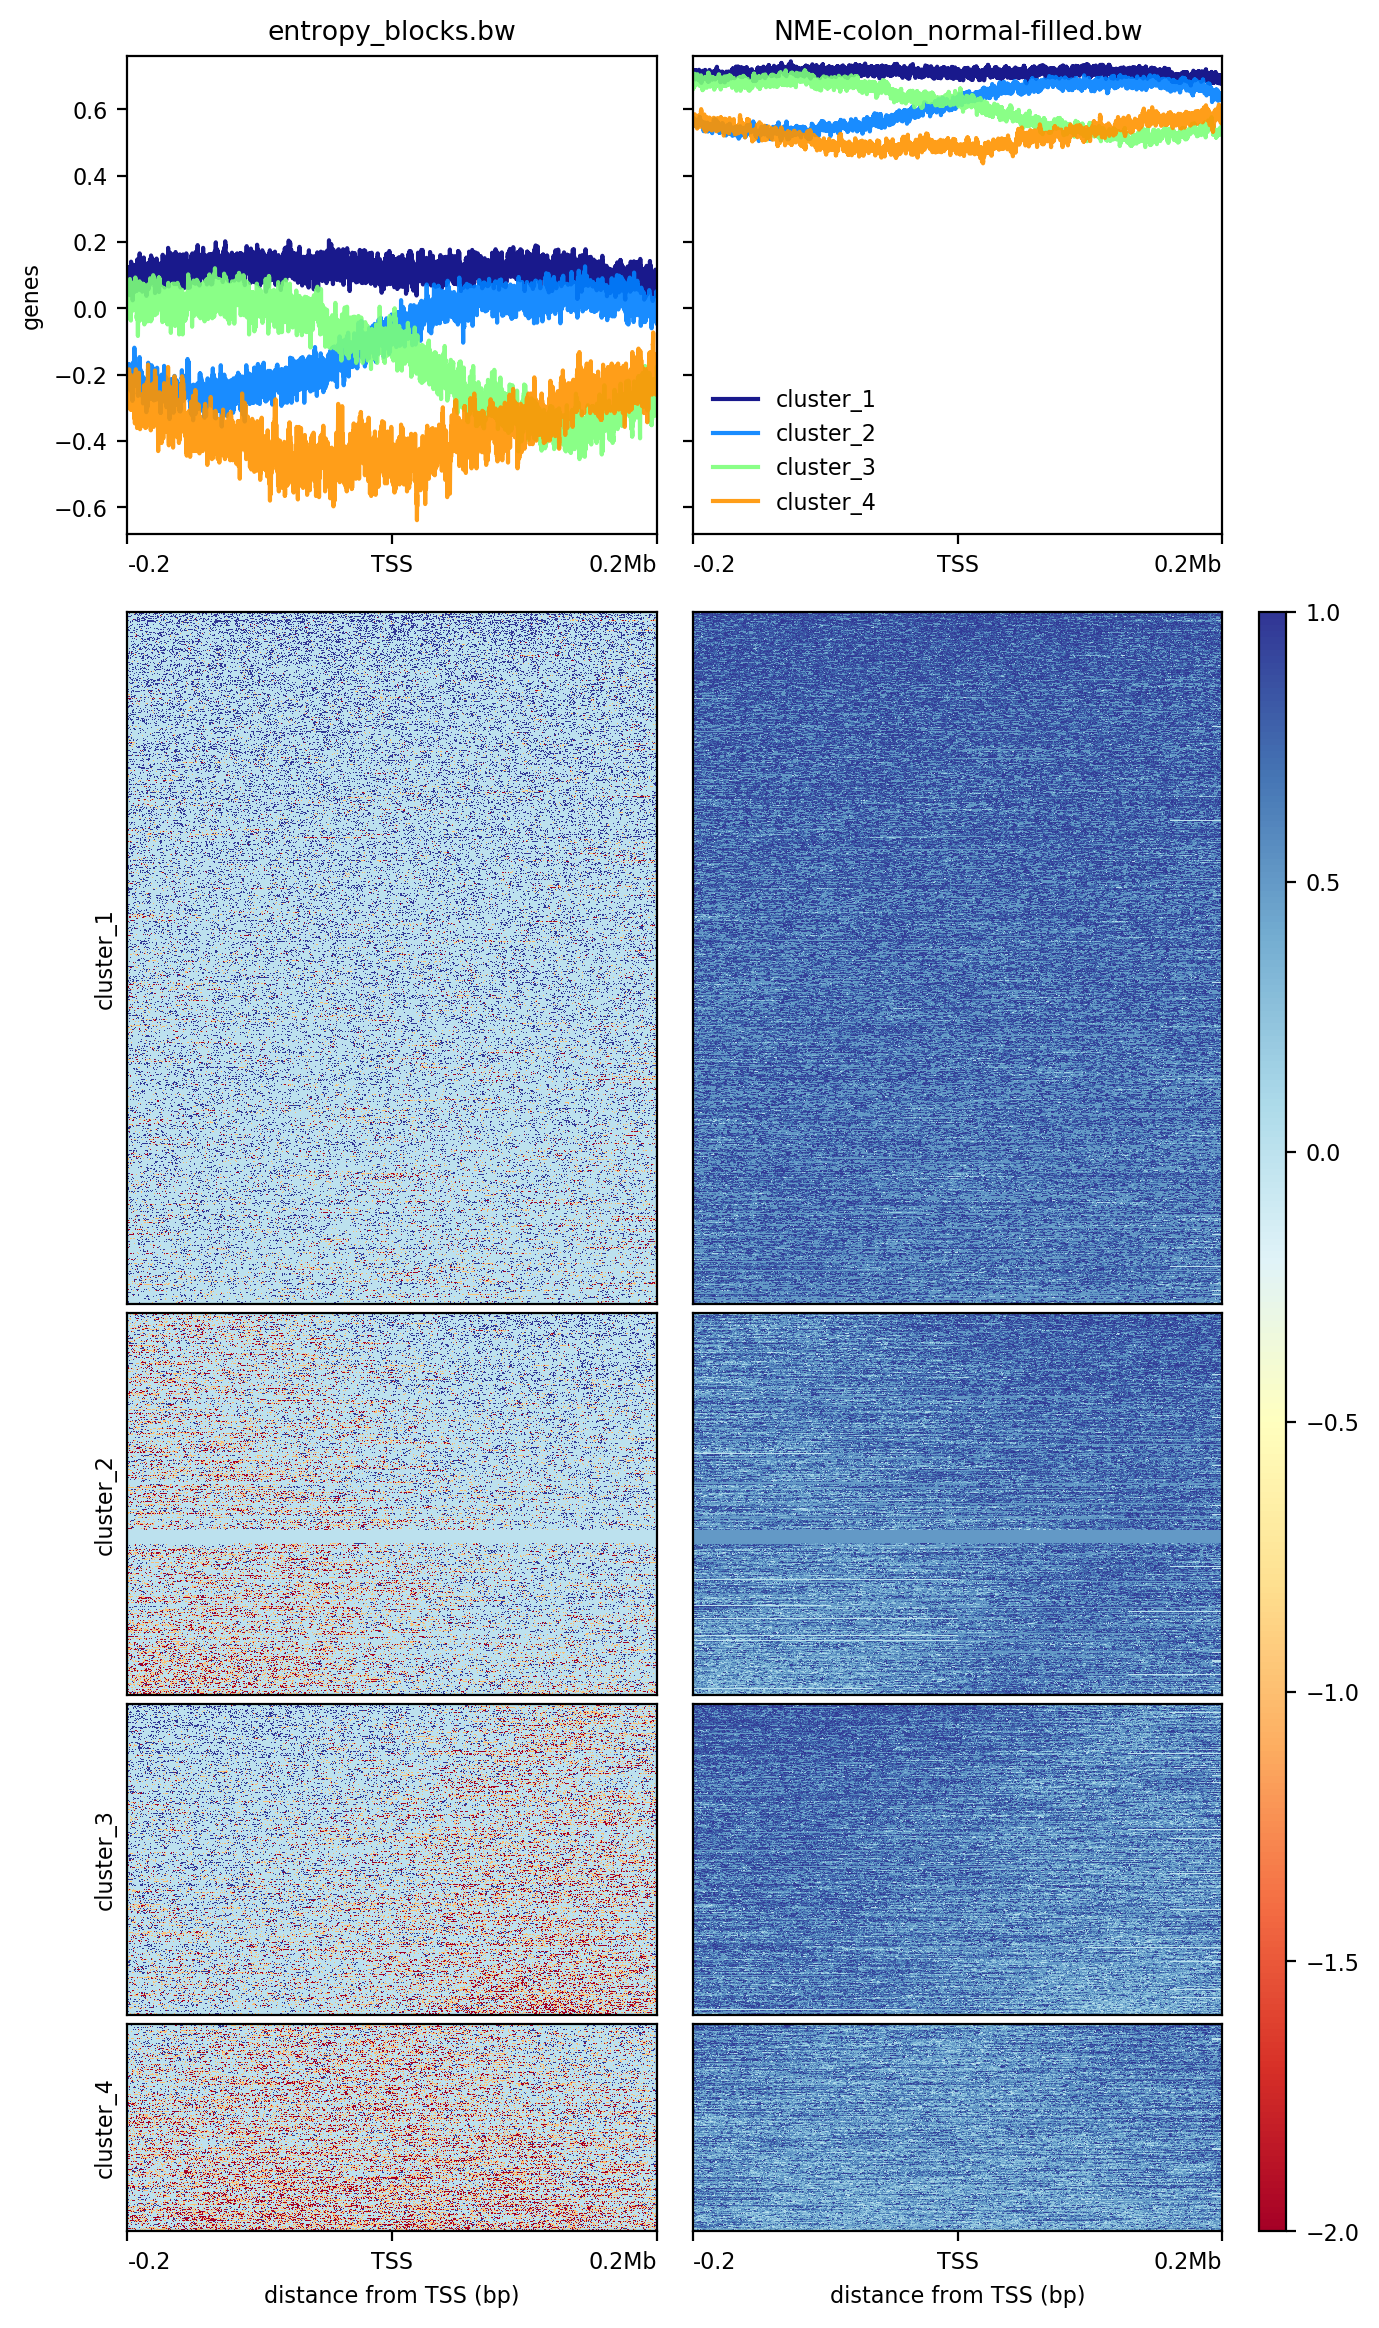 entropy_blocks.bw
NME-colon_normal-filled.bw
genes
0.6
0.4
0.2
0.0
−0.2
−0.4
−0.6
-0.2 TSS 0.2Mb
cluster_1
cluster_2
cluster_3
cluster_4
-0.2 TSS 0.2Mb
cluster_1
cluster_2
cluster_3
cluster_4
1.0
0.5
0.0
−0.5
−1.0
−1.5
−2.0
-0.2 TSS 0.2Mb
distance from TSS (bp)
-0.2 TSS 0.2Mb
distance from TSS (bp)